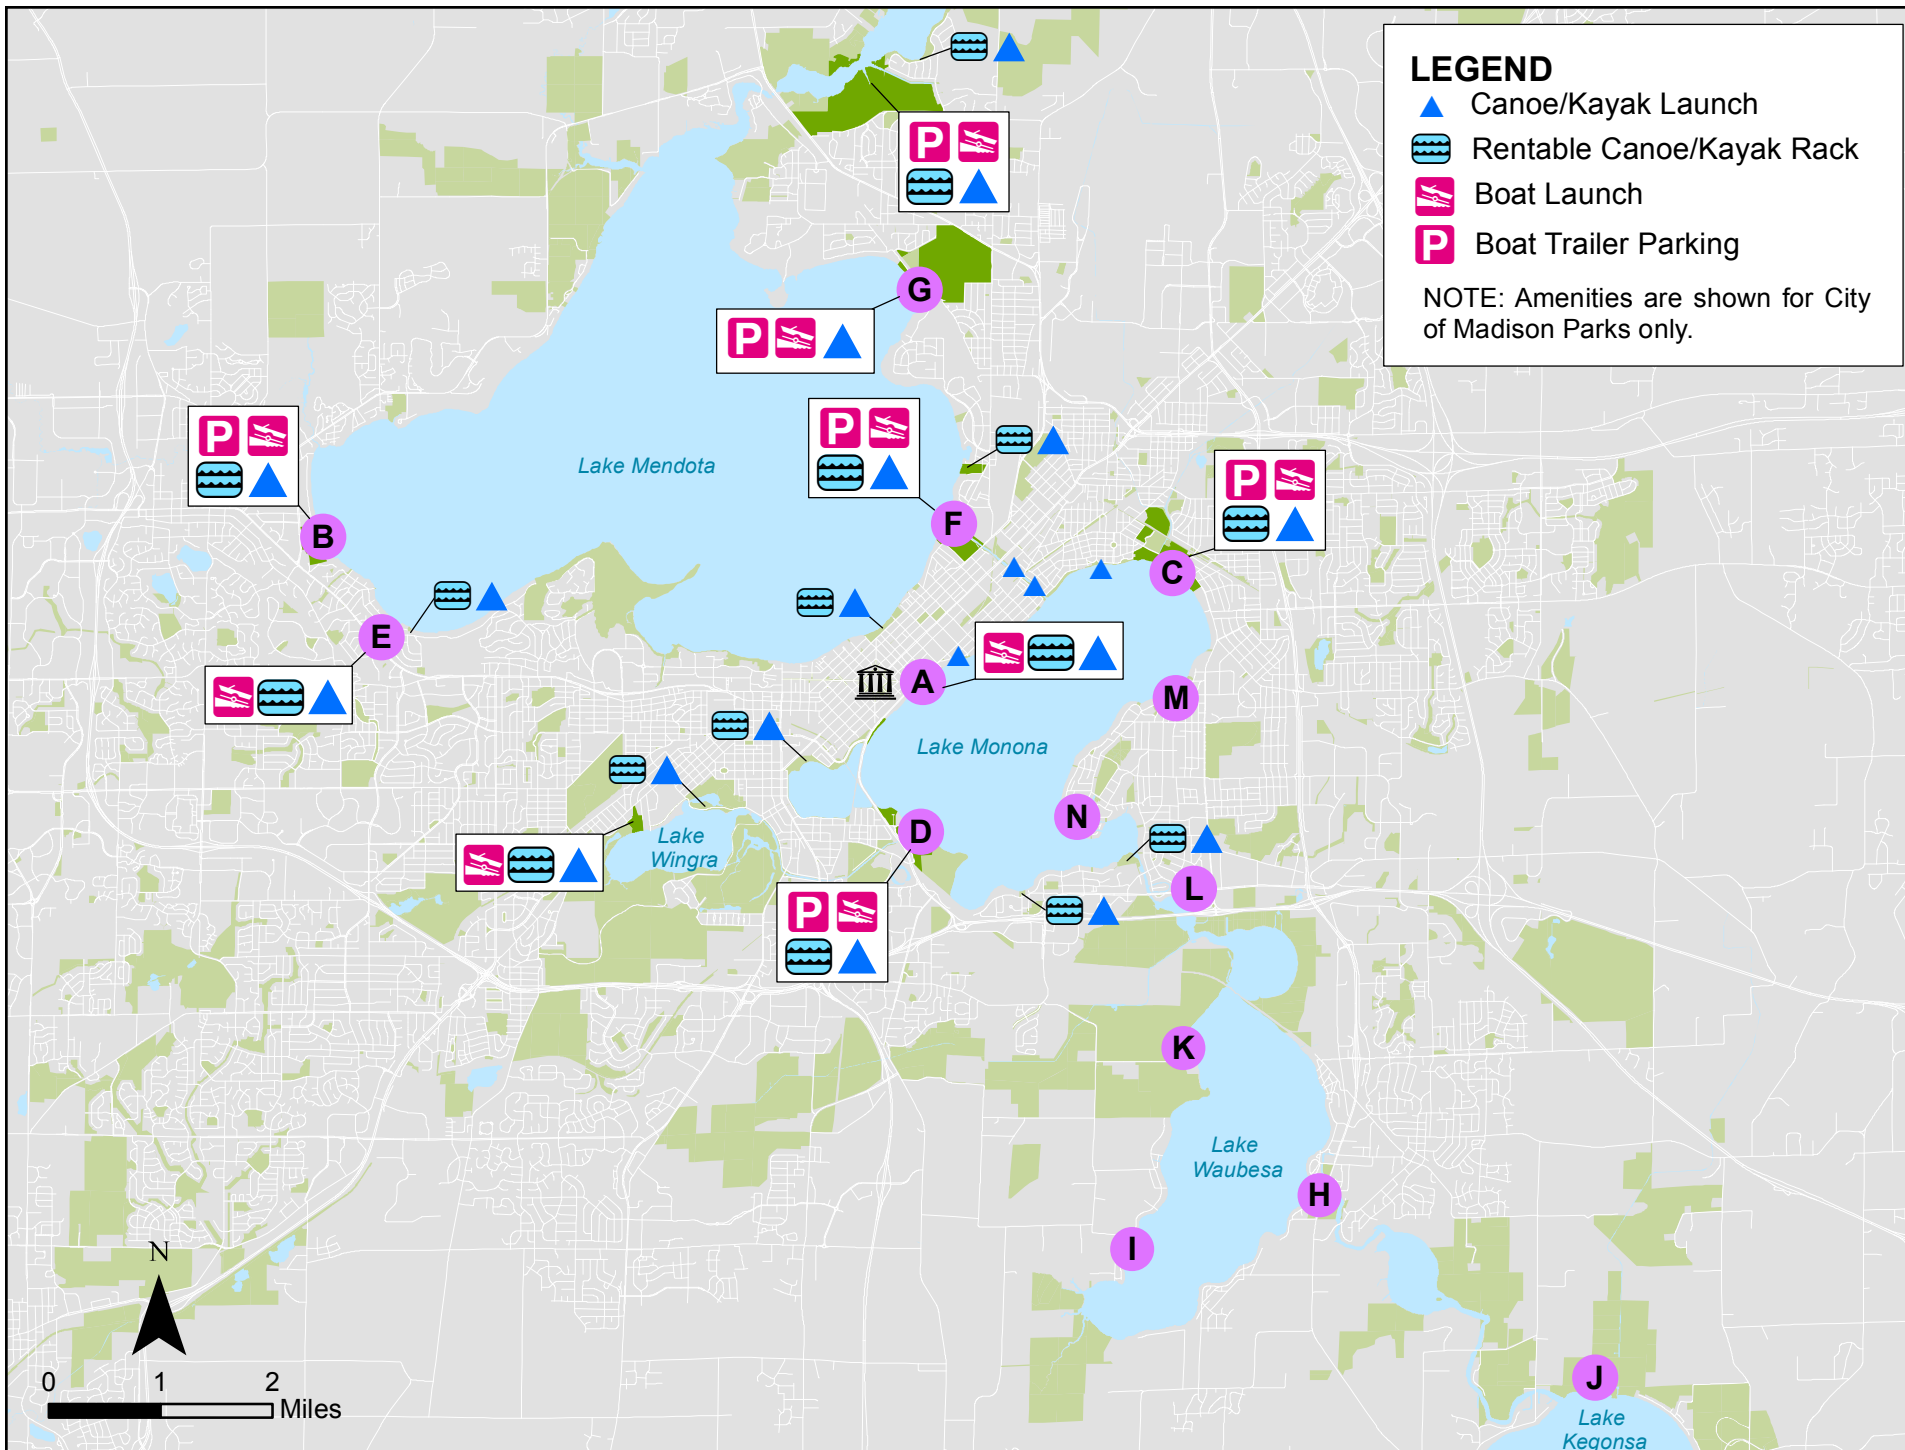 LEGEND
Canoe/Kayak Launch
Rentable Canoe/Kayak Rack
Boat Launch
P Boat Trailer Parking
NOTE: Amenities are shown for City
of Madison Parks only.
P
G
P
P
P
B
Lake Mendota
F
P
C
E
A
M
Lake Monona
N
D
Lake
Wingra
L
P
K
Lake
Waubesa
H
I
J
Lake
Kegonsa
N
0 1 2
Miles